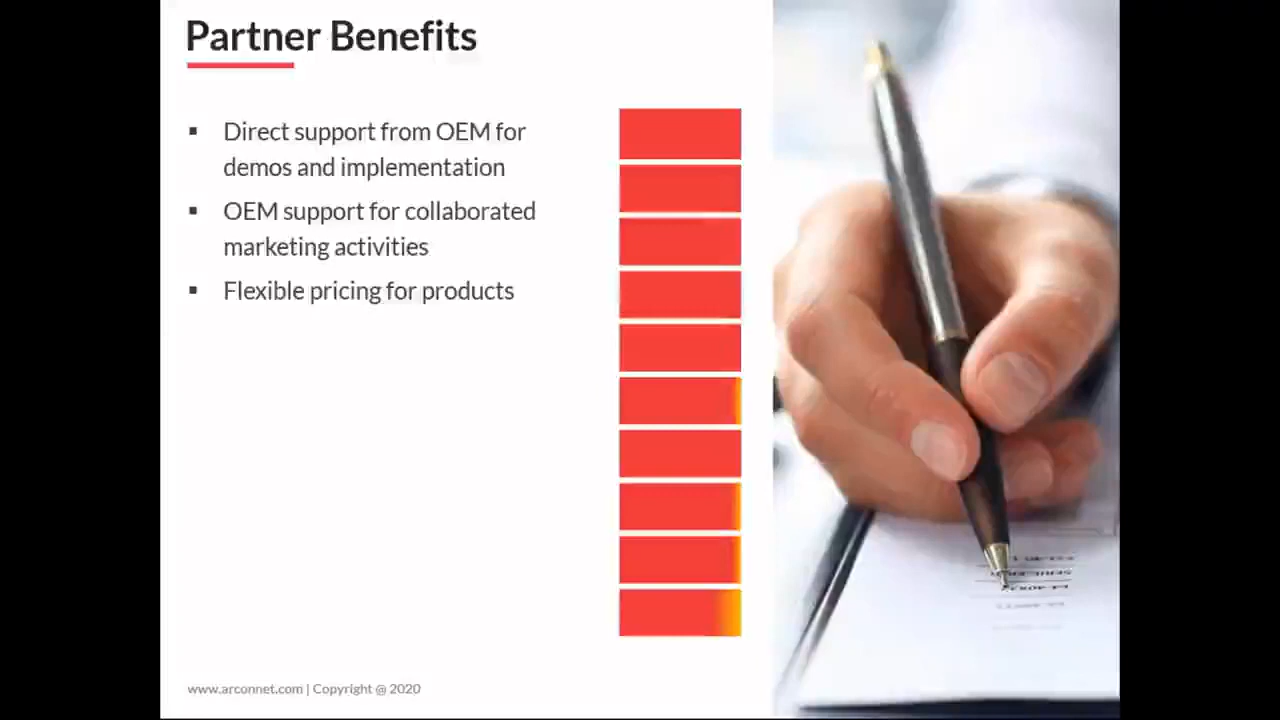 Partner Benefits
▪ Direct support from OEM for
demos and implementation
▪ OEM support for collaborated
marketing activities
▪ Flexible pricing for products
www.arconnet.com | Copyright @ 2020